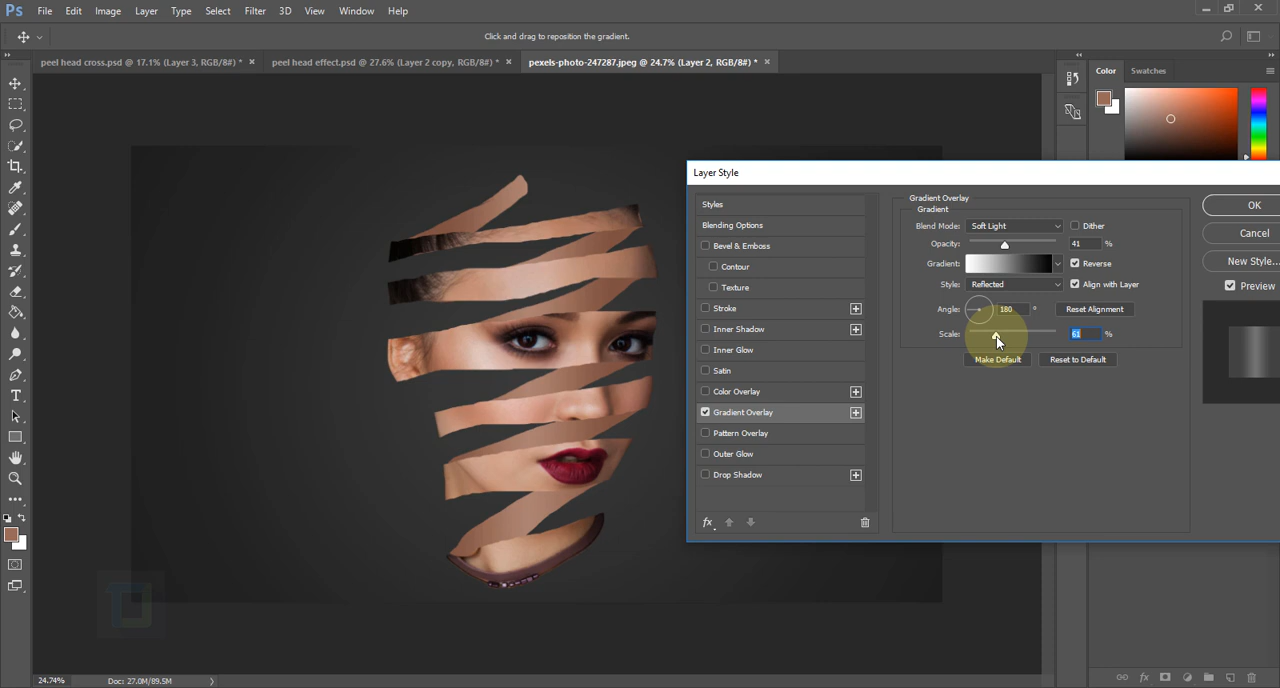 Ps File Edit Image Layer Type Select Filter 3D View Window Help
Click and drag to reposition the gradient.
peel head cross.psd @ 17.1% (Layer 3, RGB/8#) * × peel head effect.psd @ 27.6% (Layer 2 copy, RGB/8#) * × pexels-photo-247287.jpeg @ 24.7% (Layer 2, RGB/8#) * ×
Color Swatches
Layer Style
Styles
Blending Options
Bevel & Emboss
Contour
Texture
Stroke
Inner Shadow
Inner Glow
Satin
Color Overlay
Gradient Overlay
Pattern Overlay
Outer Glow
Drop Shadow
fx
Gradient Overlay
Gradient
Blend Mode: Soft Light Dither
Opacity: 41 %
Gradient: Reverse
Style: Reflected Align with Layer
Angle: 180 ° Reset Alignment
Scale: 61 %
Make Default Reset to Default
OK
Cancel
New Style...
Preview
24.74% Doc: 27.0M/89.5M
fx